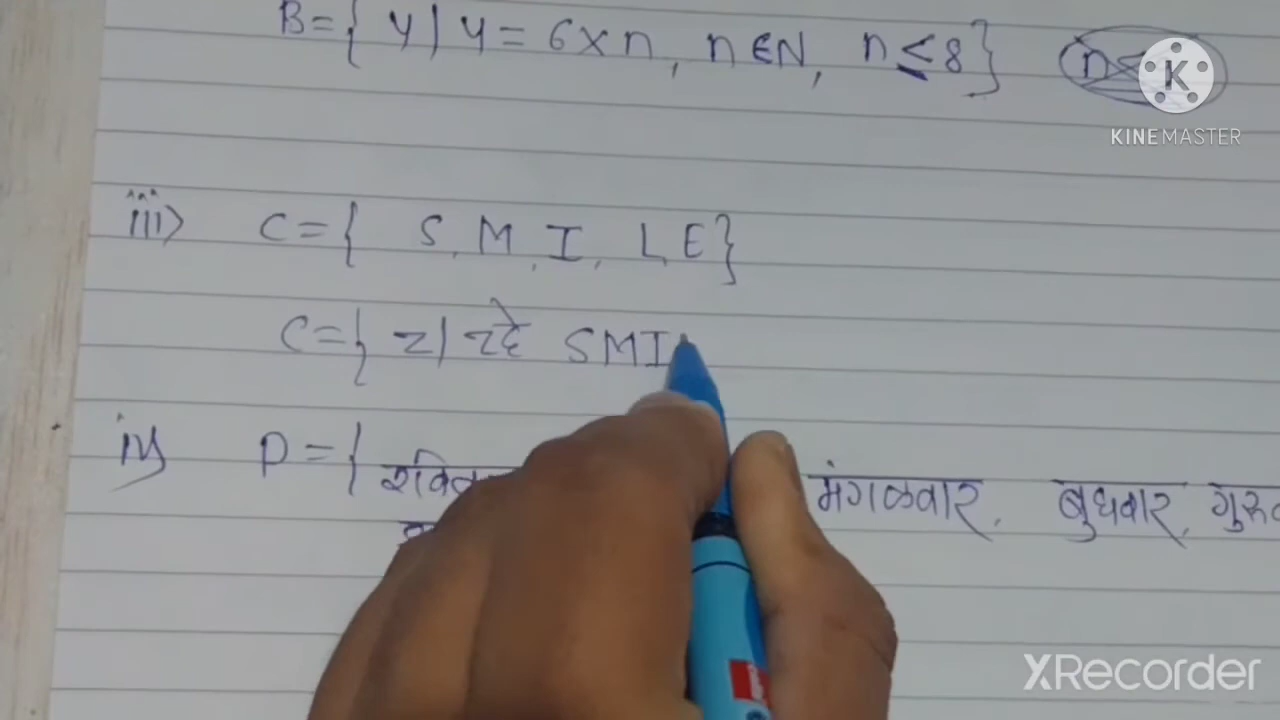 B={ y | y = 6×n, n∈N, n≤8}
KINEMASTER
iii) C={ S, M, I, L, E}
C={ z | z हे SMI
iv) D={ मंगळवार, बुधवार,
XRecorder